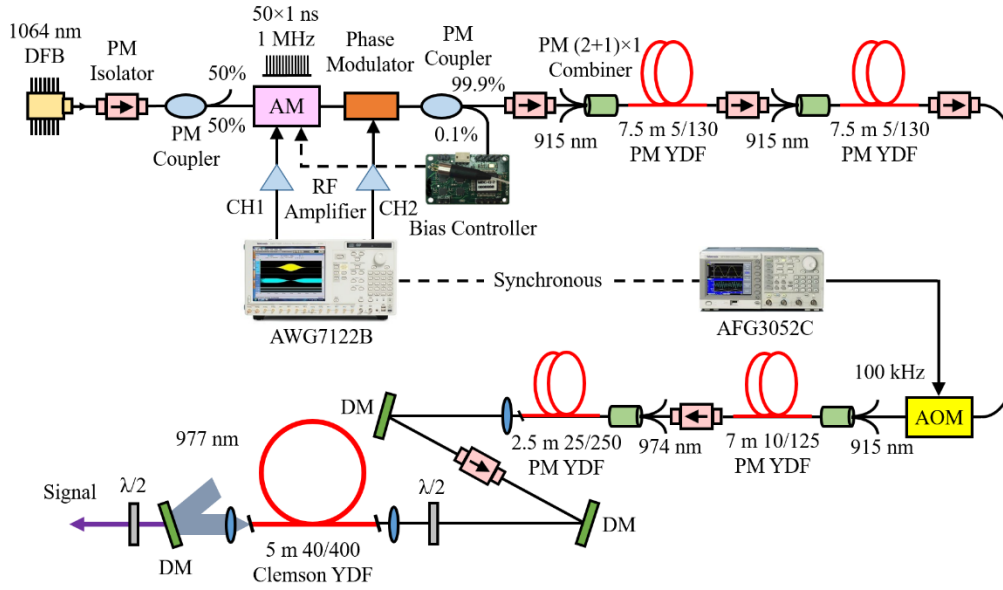 1064 nm
DFB
PM
Isolator
50%
50%
PM
Coupler
50×1 ns
1 MHz
AM
Phase
Modulator
PM
Coupler
99.9%
0.1%
PM (2+1)×1
Combiner
915 nm
7.5 m 5/130
PM YDF
915 nm
7.5 m 5/130
PM YDF
CH1
RF
Amplifier
CH2
Bias Controller
AWG7122B
Synchronous
AFG3052C
100 kHz
AOM
915 nm
7 m 10/125
PM YDF
974 nm
2.5 m 25/250
PM YDF
DM
DM
λ/2
977 nm
5 m 40/400
Clemson YDF
DM
λ/2
Signal